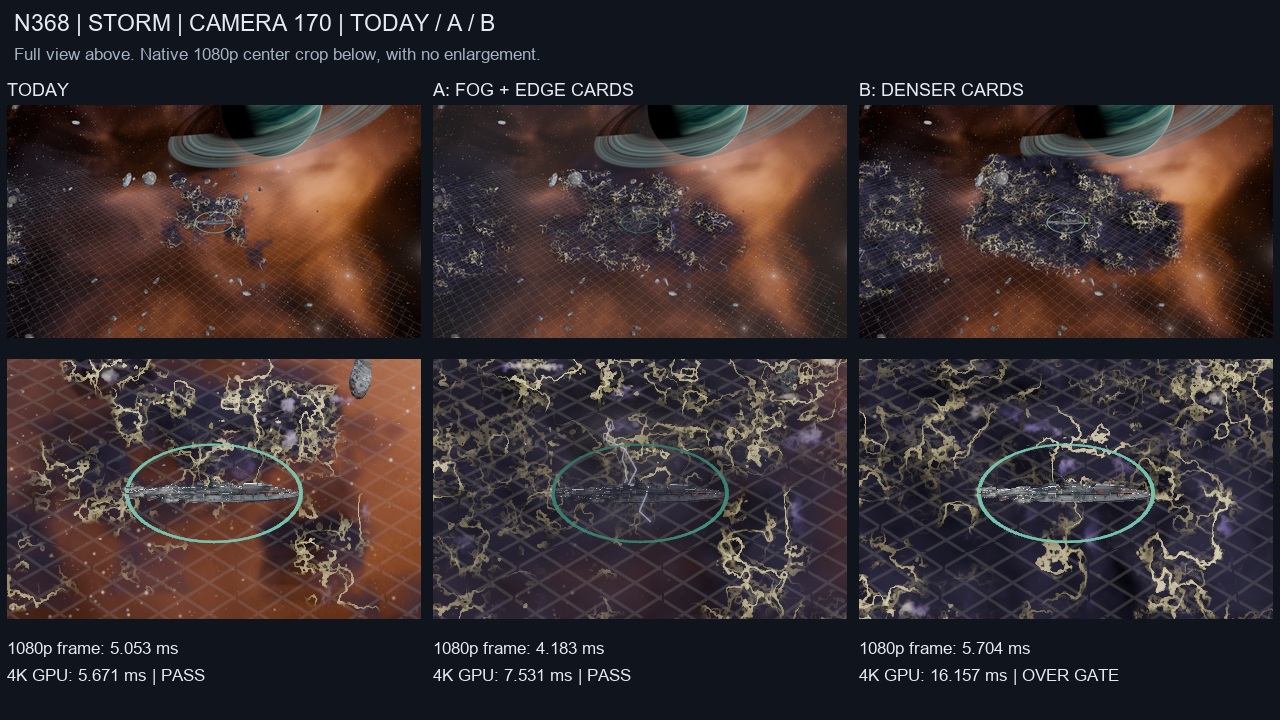 N368 | STORM | CAMERA 170 | TODAY / A / B
Full view above. Native 1080p center crop below, with no enlargement.
TODAY
A: FOG + EDGE CARDS
B: DENSER CARDS
1080p frame: 5.053 ms
4K GPU: 5.671 ms | PASS
1080p frame: 4.183 ms
4K GPU: 7.531 ms | PASS
1080p frame: 5.704 ms
4K GPU: 16.157 ms | OVER GATE